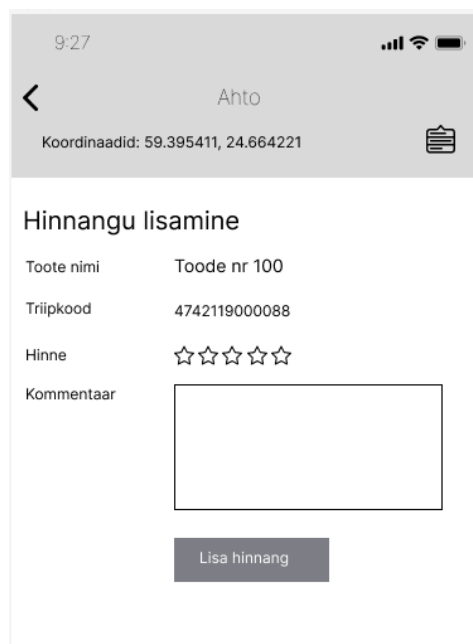 9:27
Ahto
Koordinaadid: 59.395411, 24.664221
Hinnangu lisamine
Toote nimi Toode nr 100
Triipkood 4742119000088
Hinne
Kommentaar
Lisa hinnang